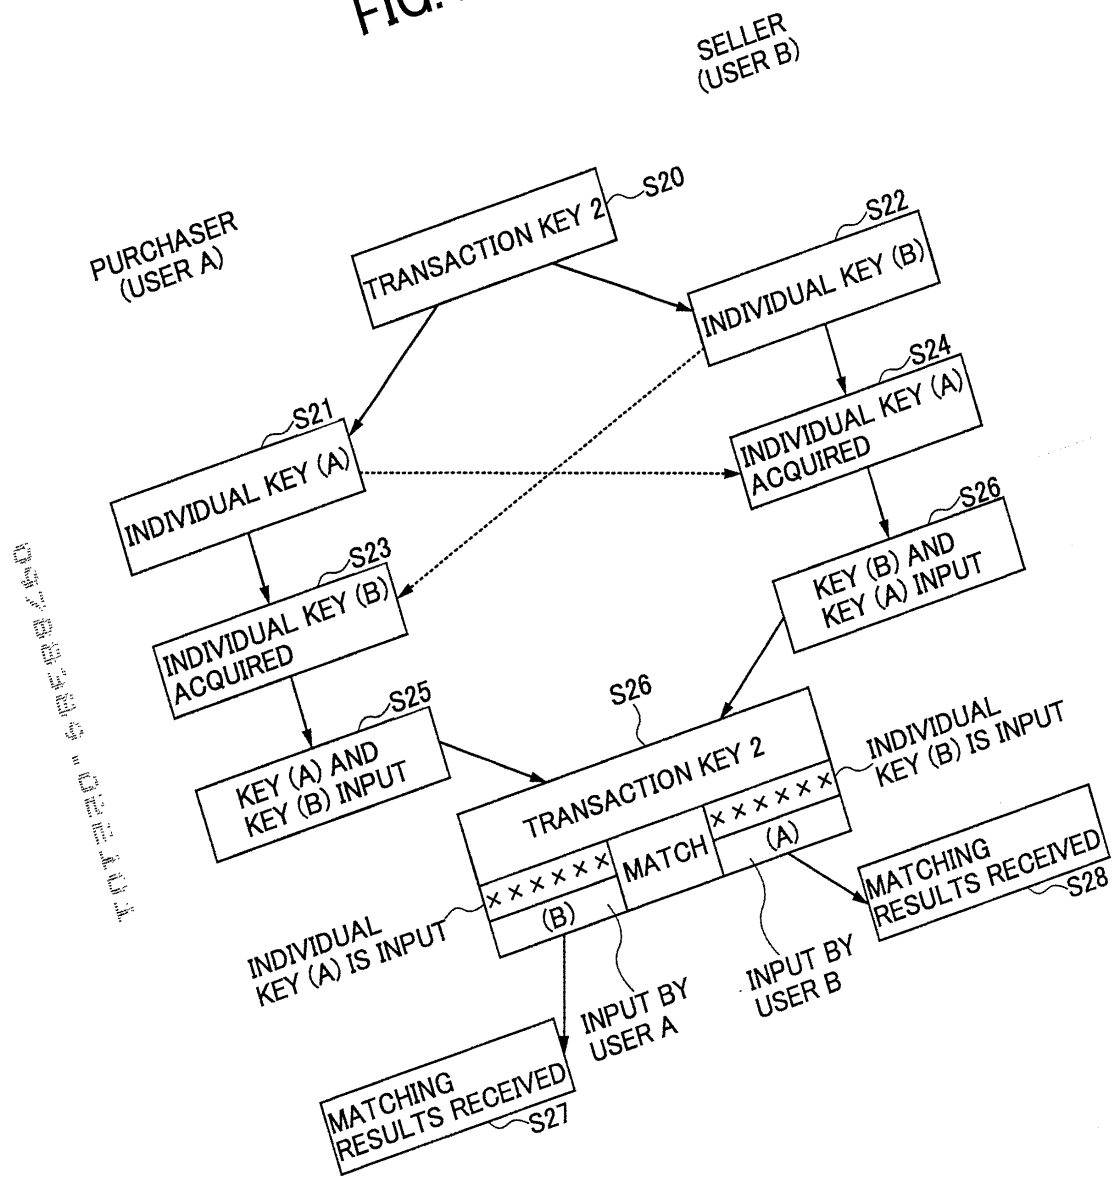 FIG.
SELLER
(USER B)
PURCHASER
(USER A)
S20
TRANSACTION KEY 2
S22
INDIVIDUAL KEY (B)
S24
INDIVIDUAL KEY (A)
ACQUIRED
S21
INDIVIDUAL KEY (A)
S26
KEY (B) AND
KEY (A) INPUT
S23
INDIVIDUAL KEY (B)
ACQUIRED
S25
KEY (A) AND
KEY (B) INPUT
S26
TRANSACTION KEY 2
INDIVIDUAL
KEY (B) IS INPUT
× × × × × ×
MATCH
× × × × × ×
(A)
(B)
MATCHING
RESULTS RECEIVED
S28
INDIVIDUAL
KEY (A) IS INPUT
INPUT BY
USER A
INPUT BY
USER B
MATCHING
RESULTS RECEIVED
S27